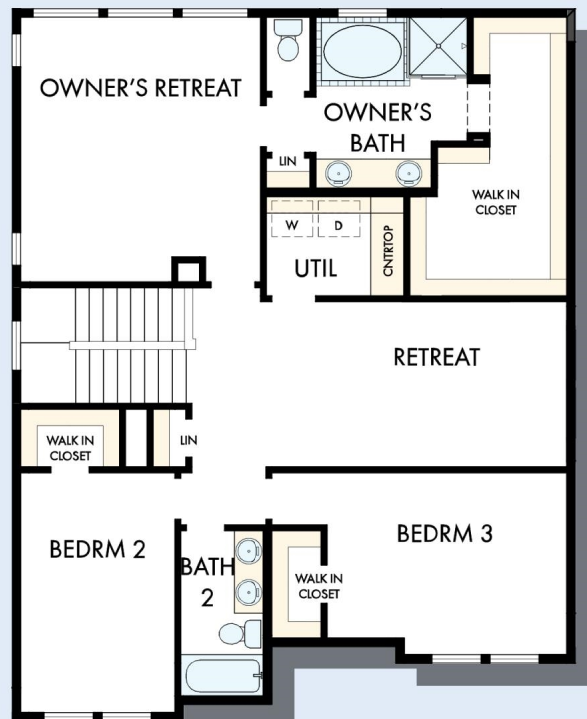 OWNER'S RETREAT
OWNER'S
BATH
LIN
WALK IN
CLOSET
W
D
CNTRTOP
UTIL
RETREAT
WALK IN
CLOSET
LIN
BEDRM 2
BATH
2
WALK IN
CLOSET
BEDRM 3